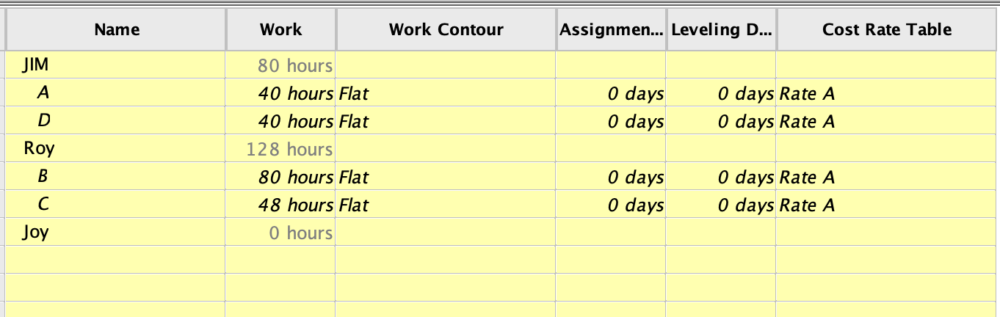 Name Work Work Contour Assignmen... Leveling D... Cost Rate Table
JIM 80 hours
A 40 hours Flat 0 days 0 days Rate A
D 40 hours Flat 0 days 0 days Rate A
Roy 128 hours
B 80 hours Flat 0 days 0 days Rate A
C 48 hours Flat 0 days 0 days Rate A
Joy 0 hours